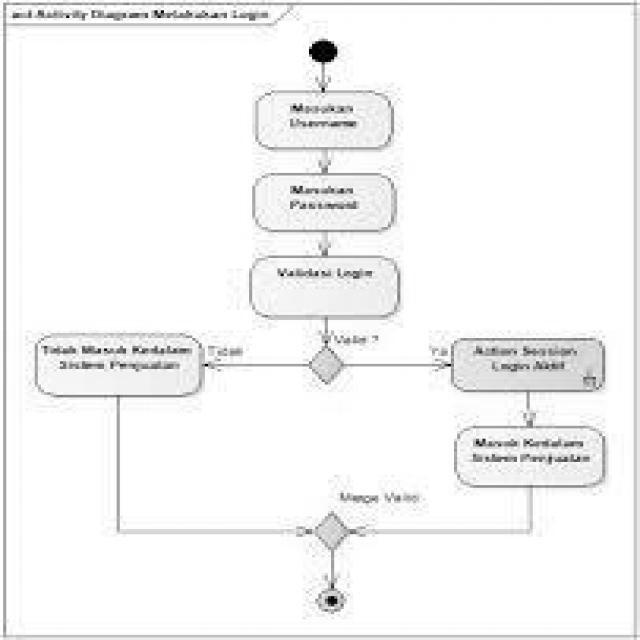 act Activity Diagram Melakukan Login
Masukan
Username
Masukan
Password
Validasi Login
Valid ?
Tidak
Ya
Tidak Masuk Kedalam
Sistem Penjualan
Action Session
Login Aktif
Masuk Kedalam
Sistem Penjualan
Merge Valid